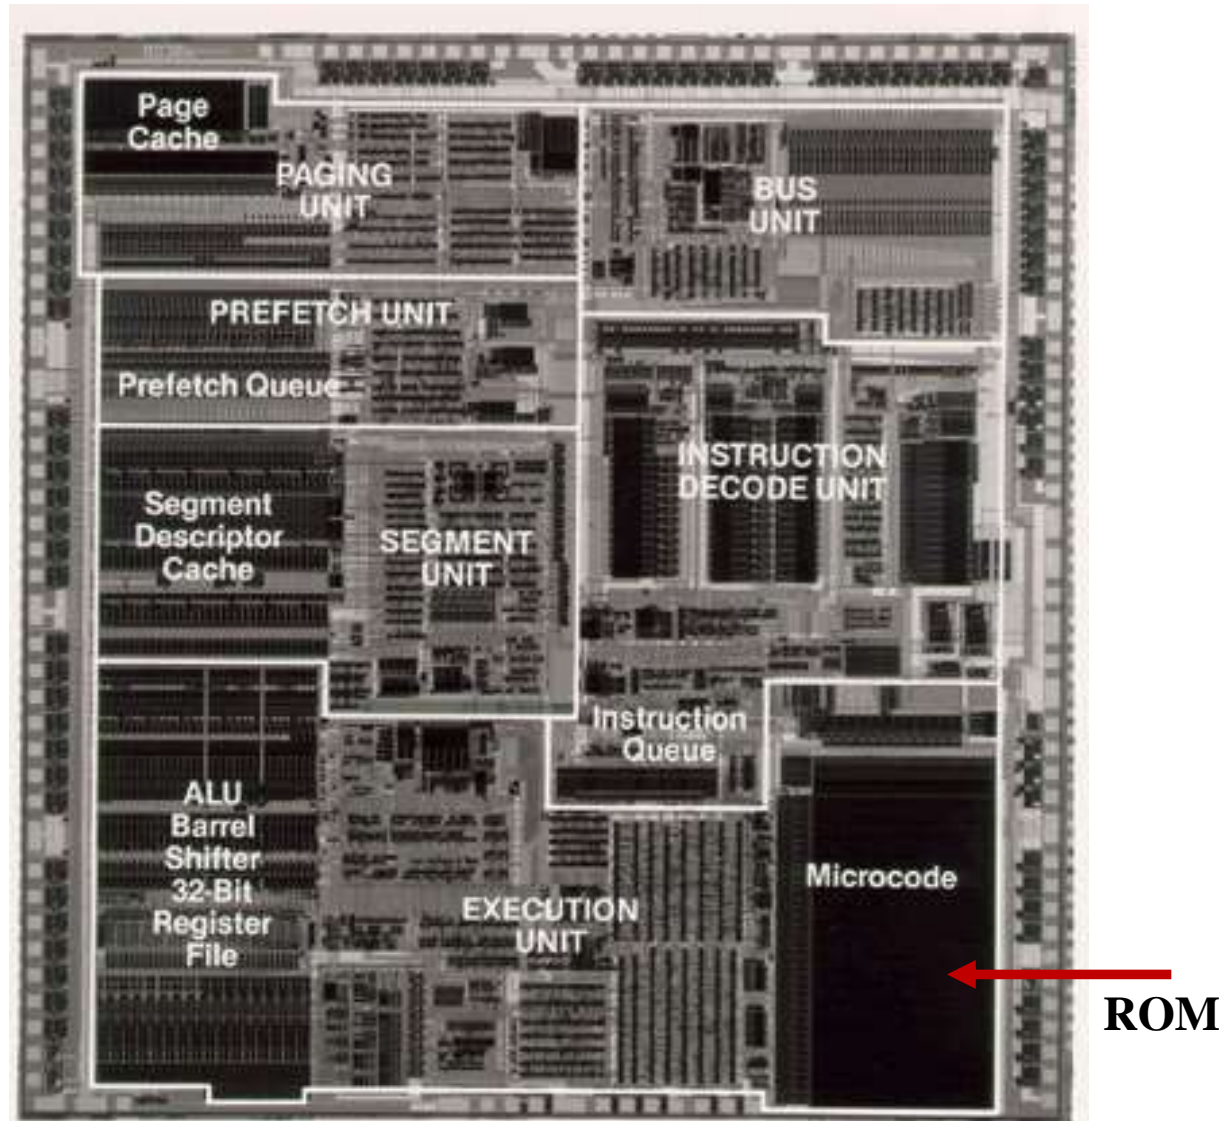 Page
Cache
PAGING
UNIT
BUS
UNIT
PREFETCH UNIT
Prefetch Queue
INSTRUCTION
DECODE UNIT
Segment
Descriptor
Cache
SEGMENT
UNIT
Instruction
Queue
ALU
Barrel
Shifter
32-Bit
Register
File
EXECUTION
UNIT
Microcode
ROM